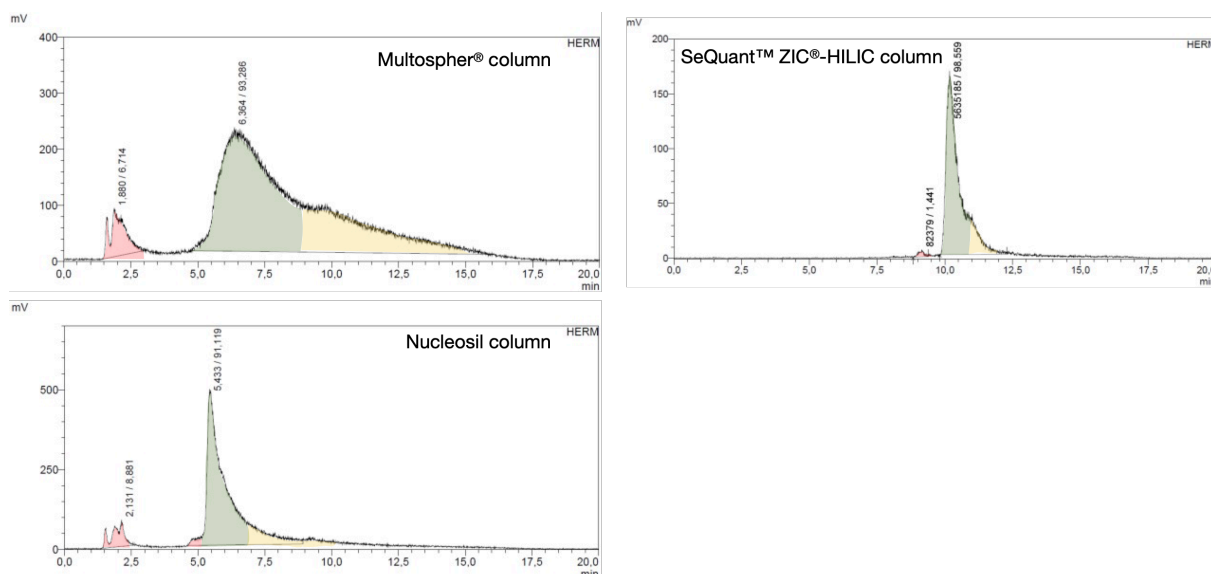 mV
400
HERM
Multospher® column
6,364 / 93.286
300
200
1,880 / 6,714
100
0
0,0 2,5 5,0 7,5 10,0 12,5 15,0 17,5 20,0
min
mV
200
HERM
SeQuant™ ZIC®-HILIC column
5635185 / 98,559
150
100
50
82379 / 1,441
0
0.0 2,5 5,0 7,5 10,0 12,5 15,0 17,5 20,0
min
mV
HERM
Nucleosil column
5,433 / 91,119
500
250
2,131 / 8,881
0
0,0 2,5 5,0 7,5 10,0 12,5 15,0 17,5 20,0
min